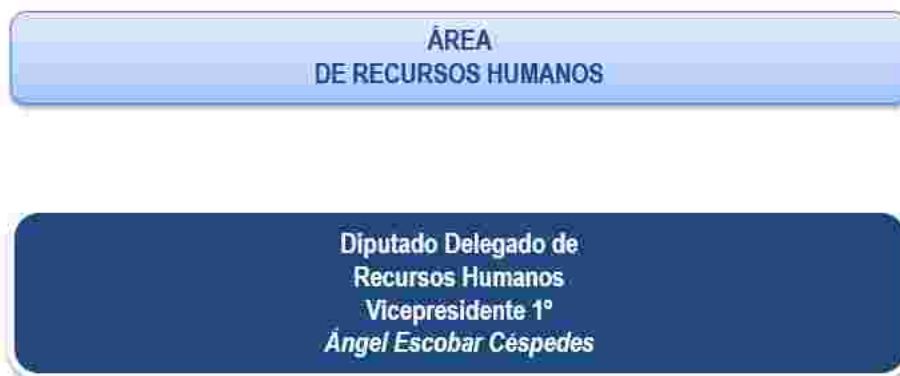 ÁREA
DE RECURSOS HUMANOS
Diputado Delegado de
Recursos Humanos
Vicepresidente 1º
Ángel Escobar Céspedes